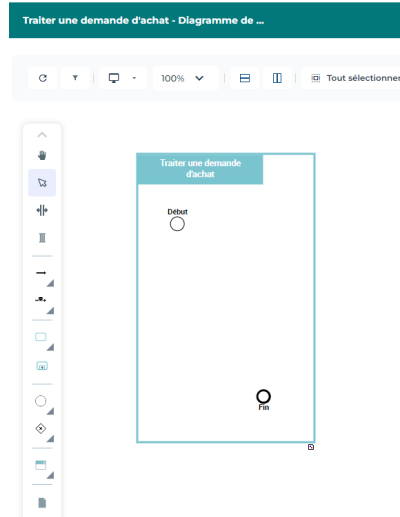 Traiter une demande d'achat - Diagramme de ...
100%
Tout sélectionner
Traiter une demande
d'achat
Début
Fin